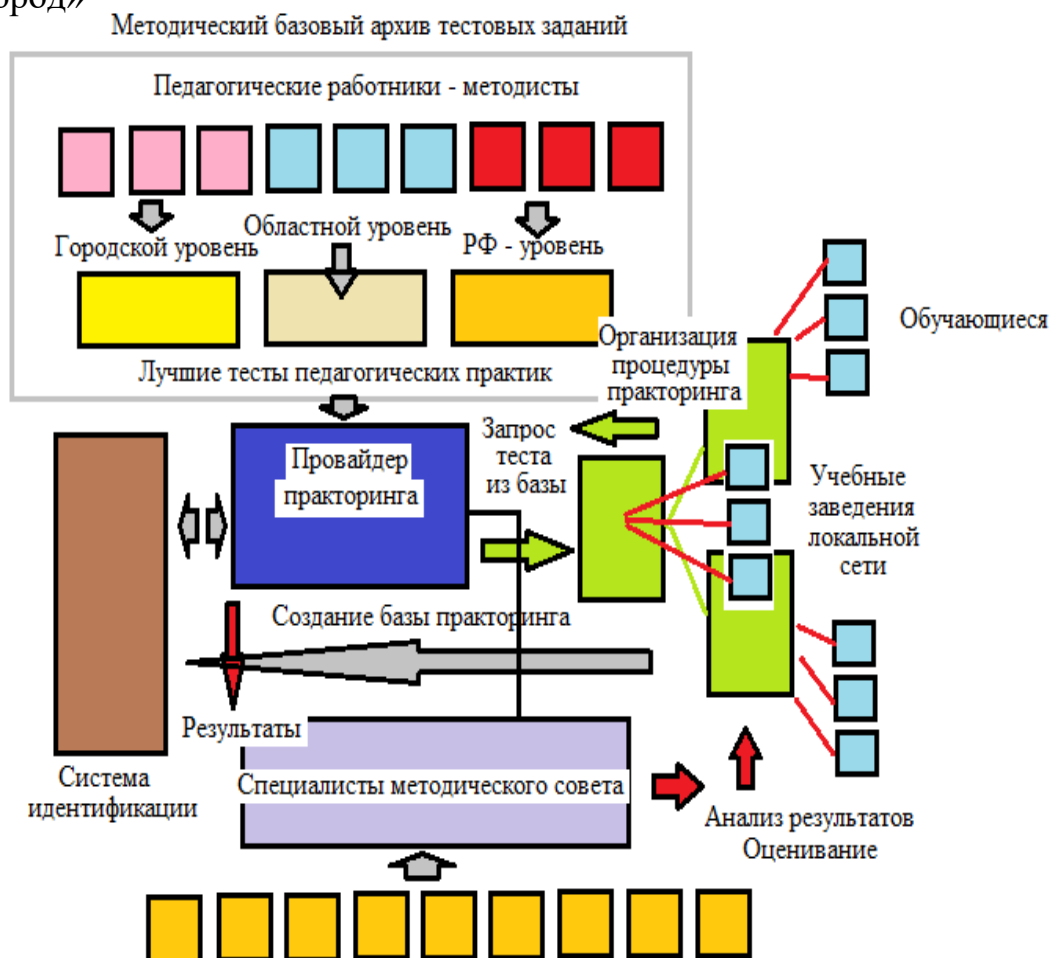 ород»
Методический базовый архив тестовых заданий
Педагогические работники - методисты
Городской уровень
Областной уровень
РФ - уровень
Лучшие тесты педагогических практик
Организация
процедуры
практоринга
Обучающиеся
Запрос
теста
из базы
Провайдер
практоринга
Учебные
заведения
локальной
сети
Создание базы практоринга
Результаты
Система
идентификации
Специалисты методического совета
Анализ результатов
Оценивание